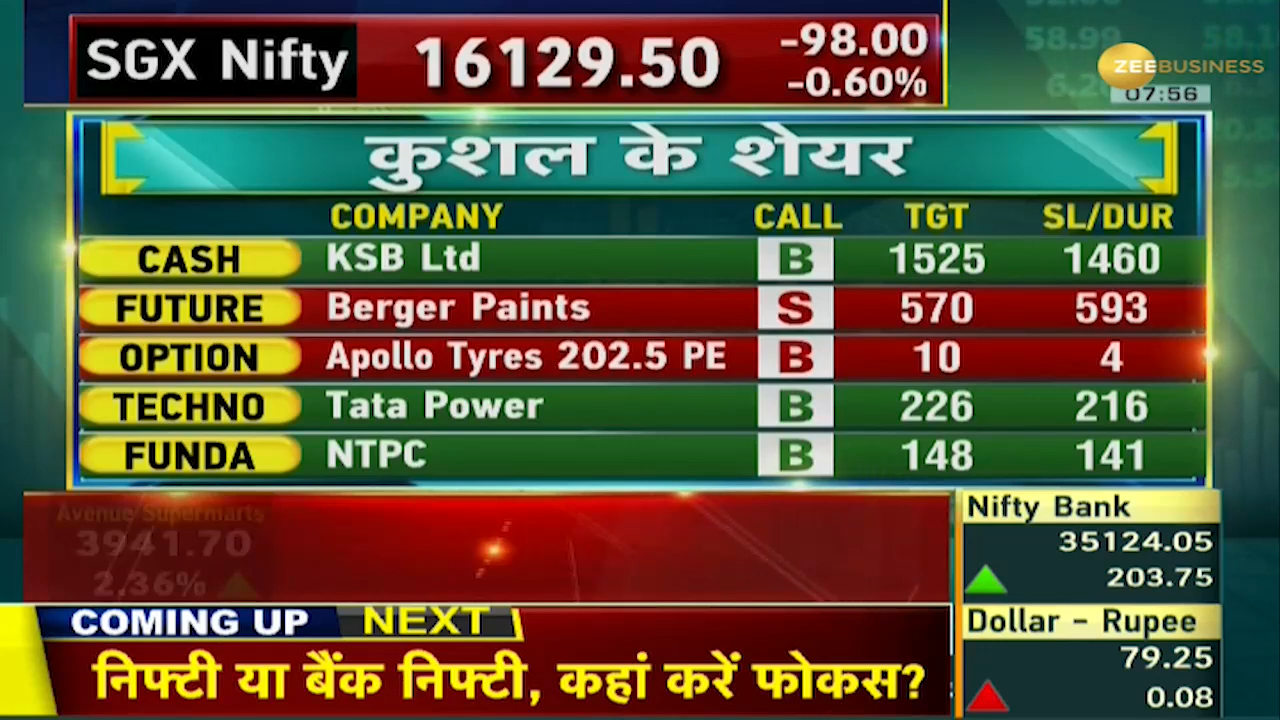 SGX Nifty 16129.50 -98.00
-0.60%
ZEEBUSINESS
07:56
कुशल के शेयर
COMPANY CALL TGT SL/DUR
CASH KSB Ltd B 1525 1460
FUTURE Berger Paints S 570 593
OPTION Apollo Tyres 202.5 PE B 10 4
TECHNO Tata Power B 226 216
FUNDA NTPC B 148 141
Avenue Supermarts
3941.70
2.36%
Nifty Bank
35124.05
203.75
Dollar - Rupee
79.25
0.08
COMING UP NEXT
निफ्टी या बैंक निफ्टी, कहां करें फोकस?